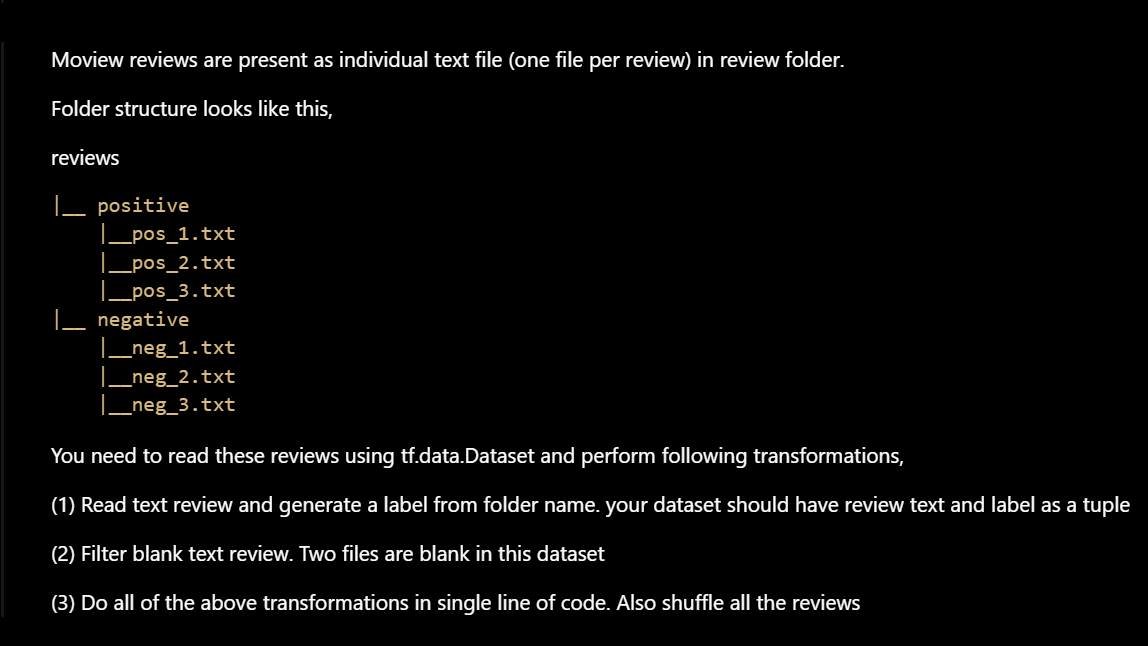 Moview reviews are present as individual text file (one file per review) in review folder.
Folder structure looks like this,
reviews
|__ positive
    |__pos_1.txt
    |__pos_2.txt
    |__pos_3.txt
|__ negative
    |__neg_1.txt
    |__neg_2.txt
    |__neg_3.txt
You need to read these reviews using tf.data.Dataset and perform following transformations,
(1) Read text review and generate a label from folder name. your dataset should have review text and label as a tuple
(2) Filter blank text review. Two files are blank in this dataset
(3) Do all of the above transformations in single line of code. Also shuffle all the reviews